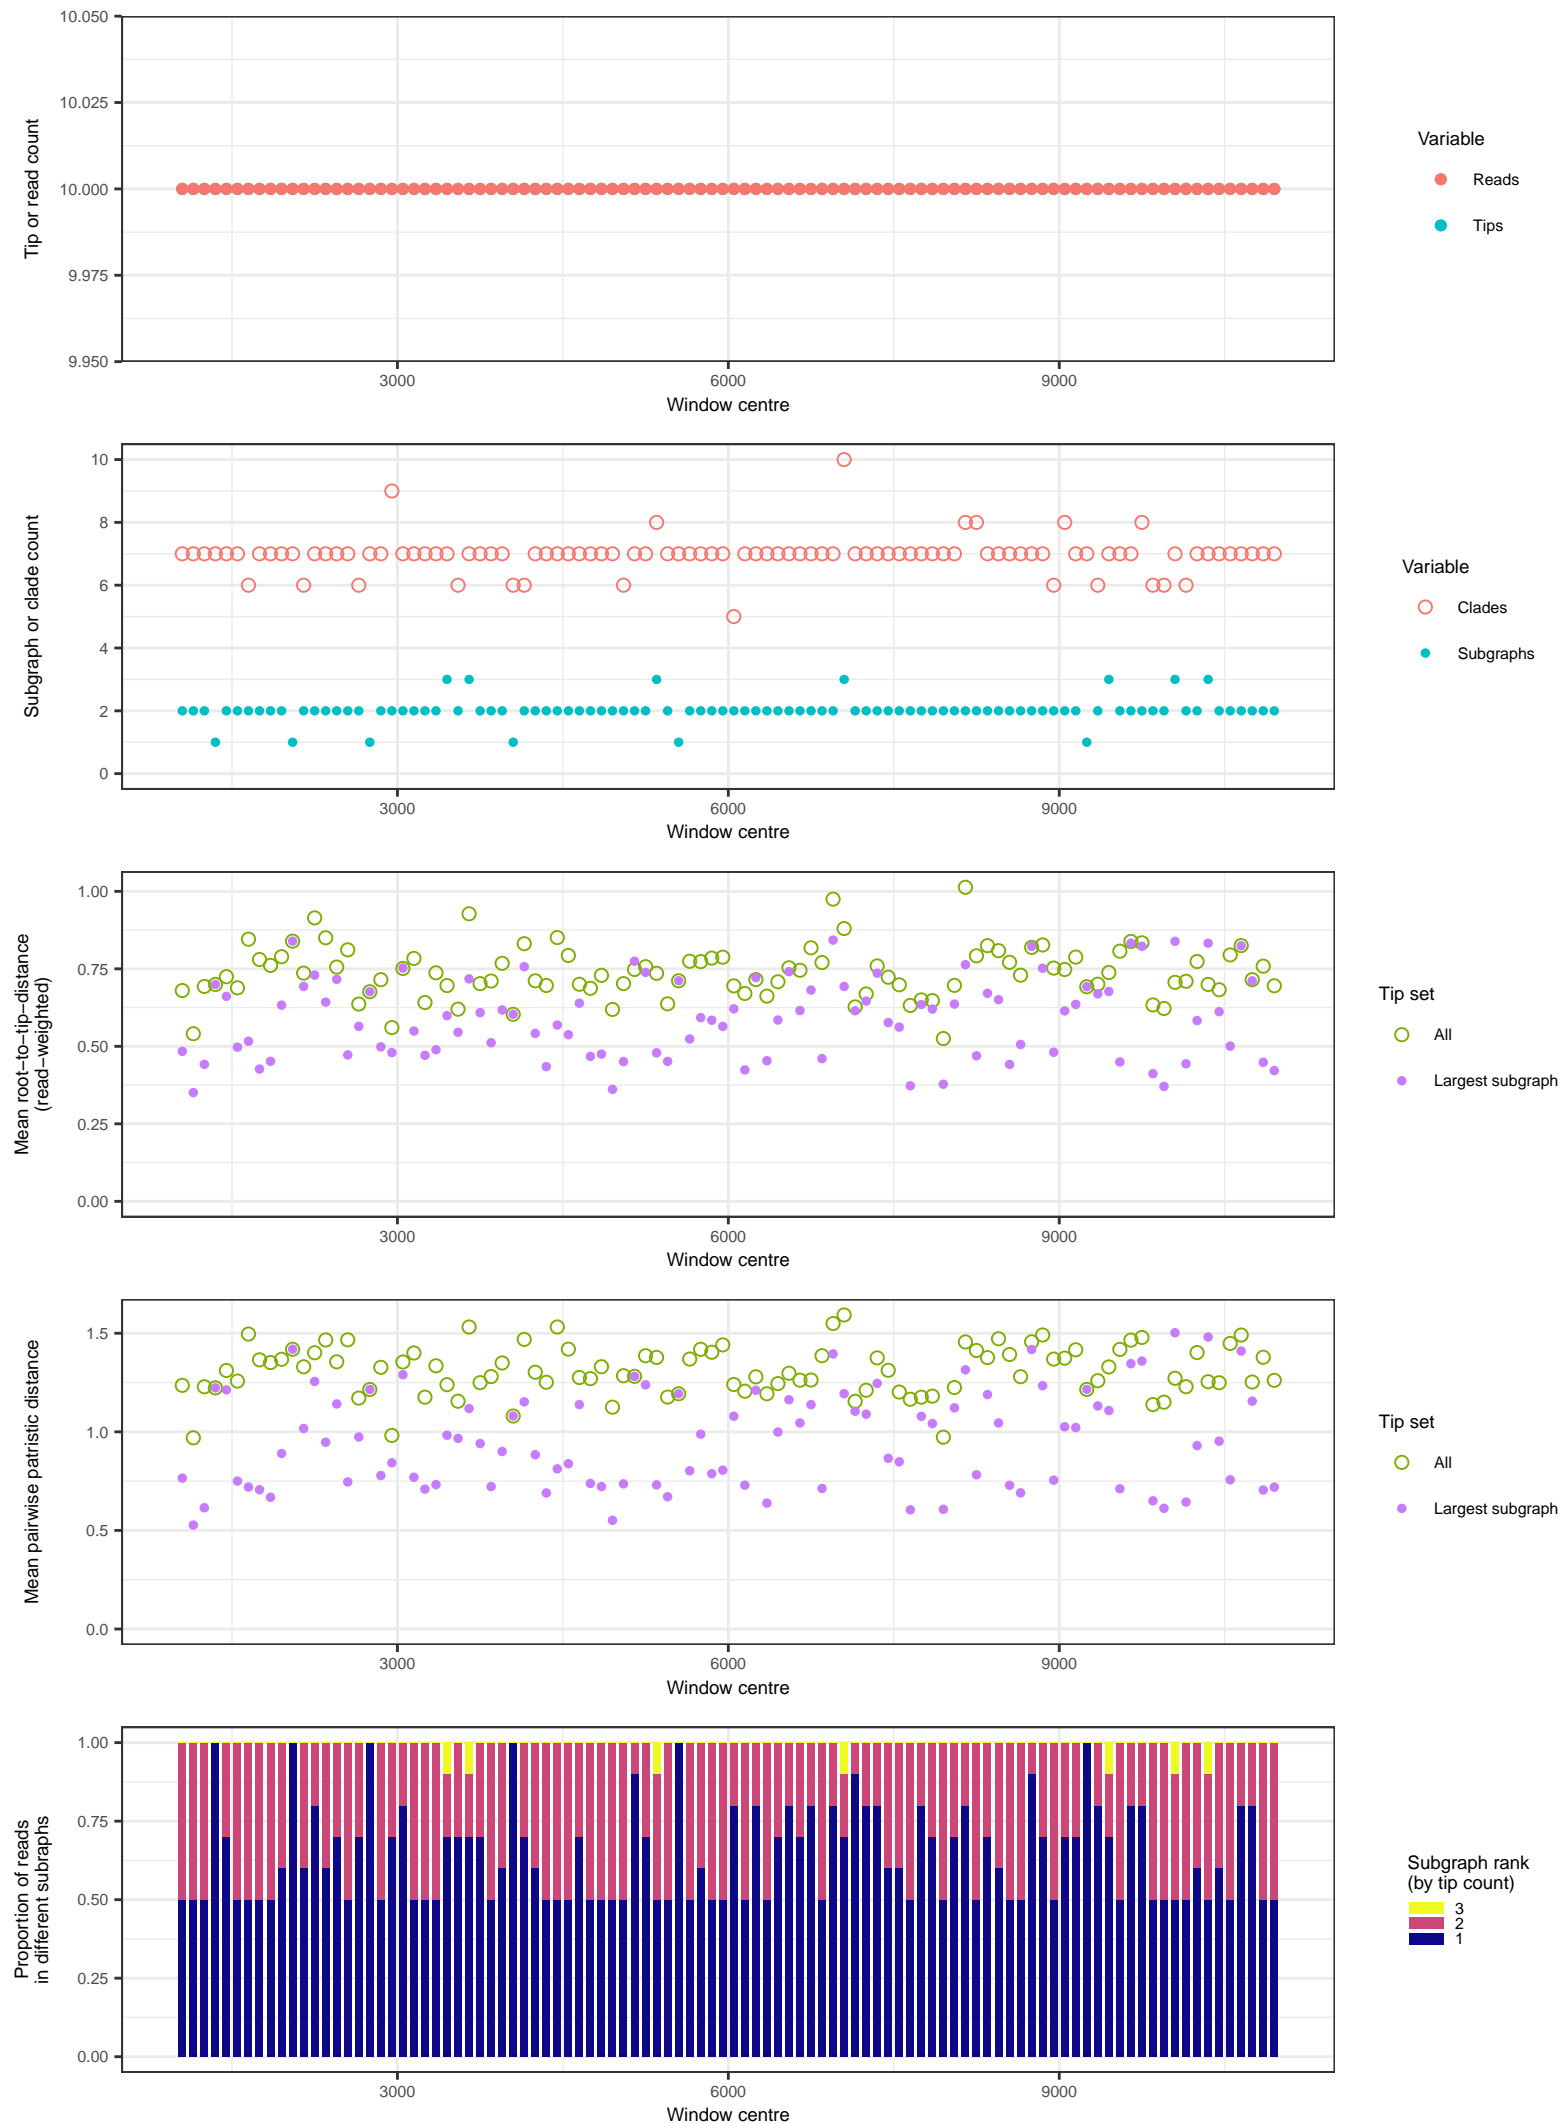 10.050
10.025
10.000
9.975
9.950
Tip or read count
3000 6000 9000
Window centre
Variable
Reads
Tips
10
8
6
4
2
0
Subgraph or clade count
3000 6000 9000
Window centre
Variable
Clades
Subgraphs
1.00
0.75
0.50
0.25
0.00
Mean root−to−tip−distance
(read−weighted)
3000 6000 9000
Window centre
Tip set
All
Largest subgraph
1.5
1.0
0.5
0.0
Mean pairwise patristic distance
3000 6000 9000
Window centre
Tip set
All
Largest subgraph
1.00
0.75
0.50
0.25
0.00
Proportion of reads
in different subraphs
3000 6000 9000
Window centre
Subgraph rank
(by tip count)
3
2
1